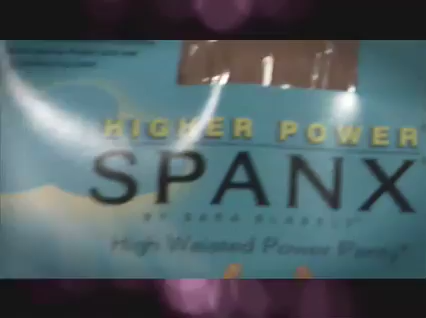 HIGHER POWER
SPANX
BY SARA BLAKELY
High Waisted Power Panty